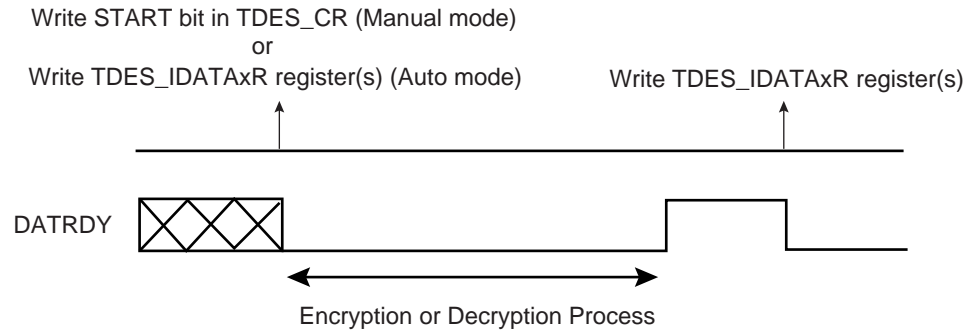 Write START bit in TDES_CR (Manual mode)
or
Write TDES_IDATAxR register(s) (Auto mode)
Write TDES_IDATAxR register(s)
DATRDY
Encryption or Decryption Process